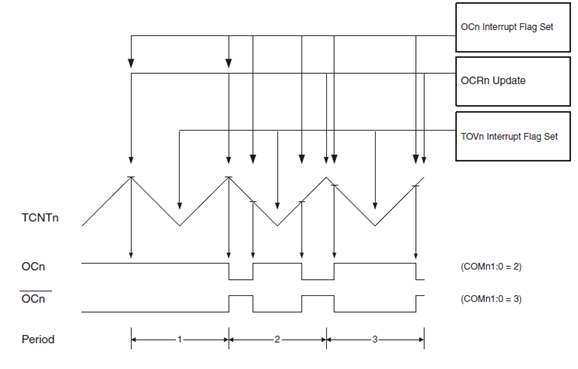 OCn Interrupt Flag Set
OCRn Update
TOVn Interrupt Flag Set
TCNTn
OCn
(COMn1:0 = 2)
OCn
(COMn1:0 = 3)
Period
1
2
3